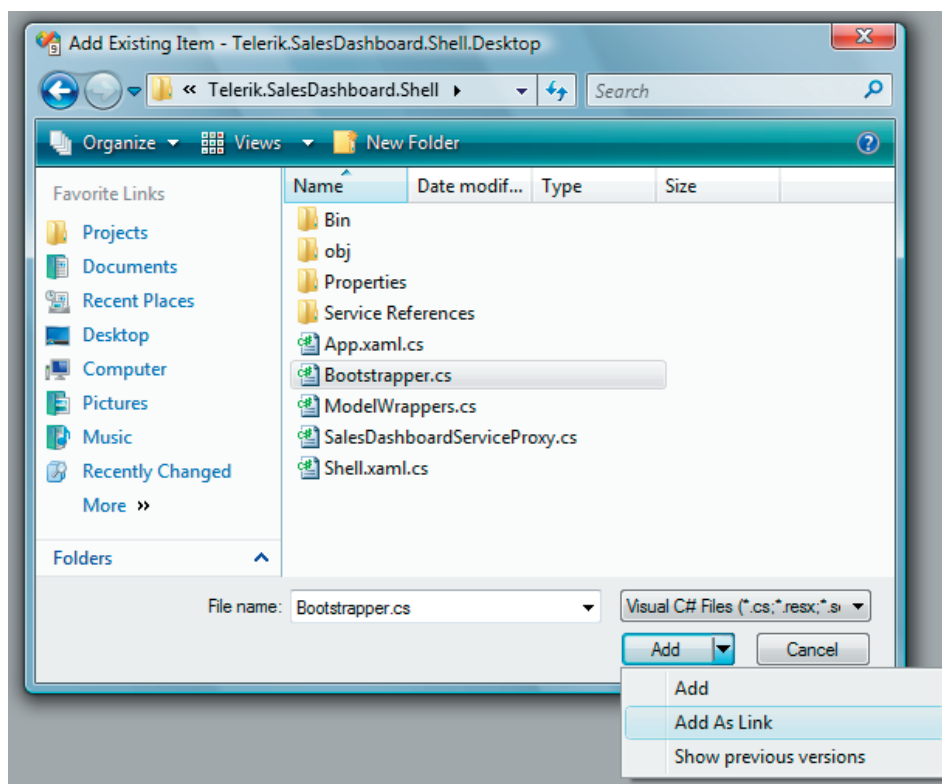 Add Existing Item - Telerik.SalesDashboard.Shell.Desktop
« Telerik.SalesDashboard.Shell
Search
Organize Views New Folder
Favorite Links
Projects
Documents
Recent Places
Desktop
Computer
Pictures
Music
Recently Changed
More »
Folders
Name Date modif... Type Size
Bin
obj
Properties
Service References
App.xaml.cs
Bootstrapper.cs
ModelWrappers.cs
SalesDashboardServiceProxy.cs
Shell.xaml.cs
File name: Bootstrapper.cs Visual C# Files (*.cs;*.resx;*.s
Add Cancel
Add
Add As Link
Show previous versions